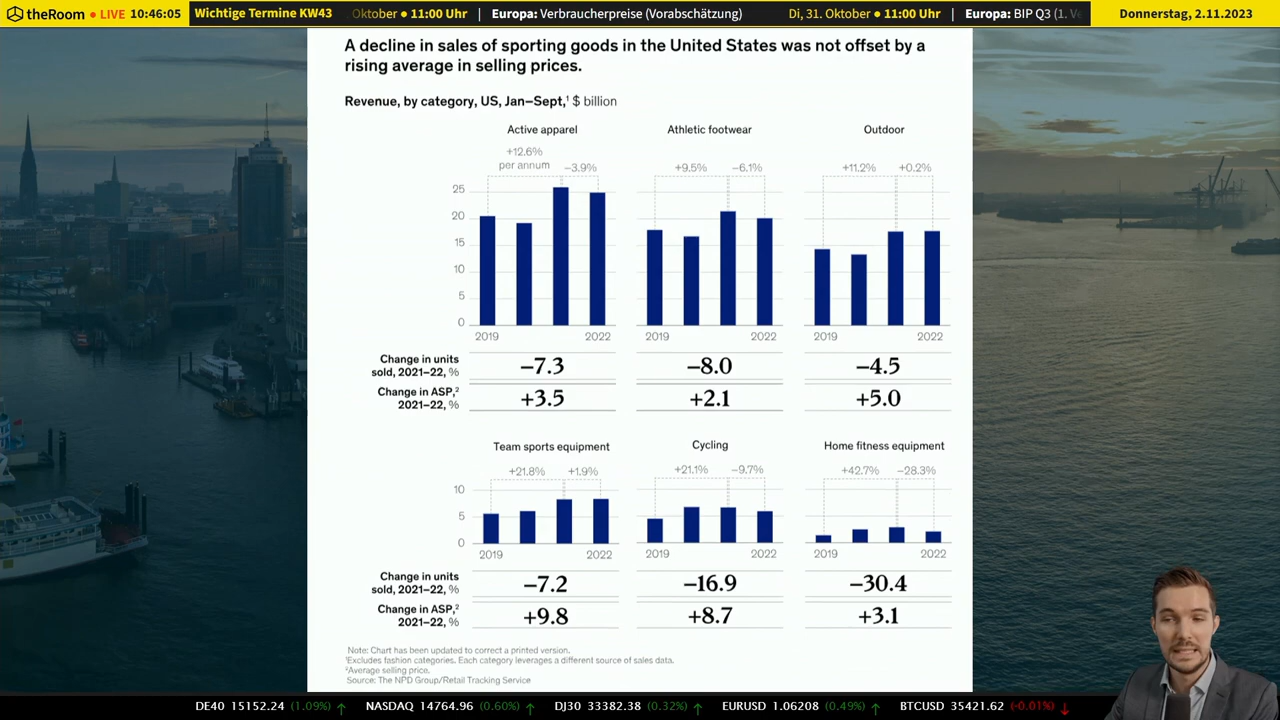 theRoom • LIVE 10:46:05
Wichtige Termine KW43
Oktober • 11:00 Uhr | Europa: Verbraucherpreise (Vorabschätzung) Di, 31. Oktober • 11:00 Uhr | Europa: BIP Q3 (1.
Donnerstag, 2.11.2023
A decline in sales of sporting goods in the United States was not offset by a
rising average in selling prices.
Revenue, by category, US, Jan–Sept,¹ $ billion
Active apparel
Athletic footwear
Outdoor
+12.6%
per annum –3.9%
+9.5% –6.1%
+11.2% +0.2%
25
20
15
10
5
0
2019 2022
2019 2022
2019 2022
Change in units
sold, 2021–22, %
–7.3 –8.0 –4.5
Change in ASP,²
2021–22, %
+3.5 +2.1 +5.0
Team sports equipment
Cycling
Home fitness equipment
+21.8% +1.9%
+21.1% –9.7%
+42.7% –28.3%
10
5
0
2019 2022
2019 2022
2019 2022
Change in units
sold, 2021–22, %
–7.2 –16.9 –30.4
Change in ASP,²
2021–22, %
+9.8 +8.7 +3.1
Note: Chart has been updated to correct a printed version.
¹Excludes fashion categories. Each category leverages a different source of sales data.
²Average selling price.
Source: The NPD Group/Retail Tracking Service
DE40 15152.24 (1.09%) ↑ NASDAQ 14764.96 (0.60%) ↑ DJ30 33382.38 (0.32%) ↑ EURUSD 1.06208 (0.49%) ↑ BTCUSD 35421.62 (-0.01%) ↓